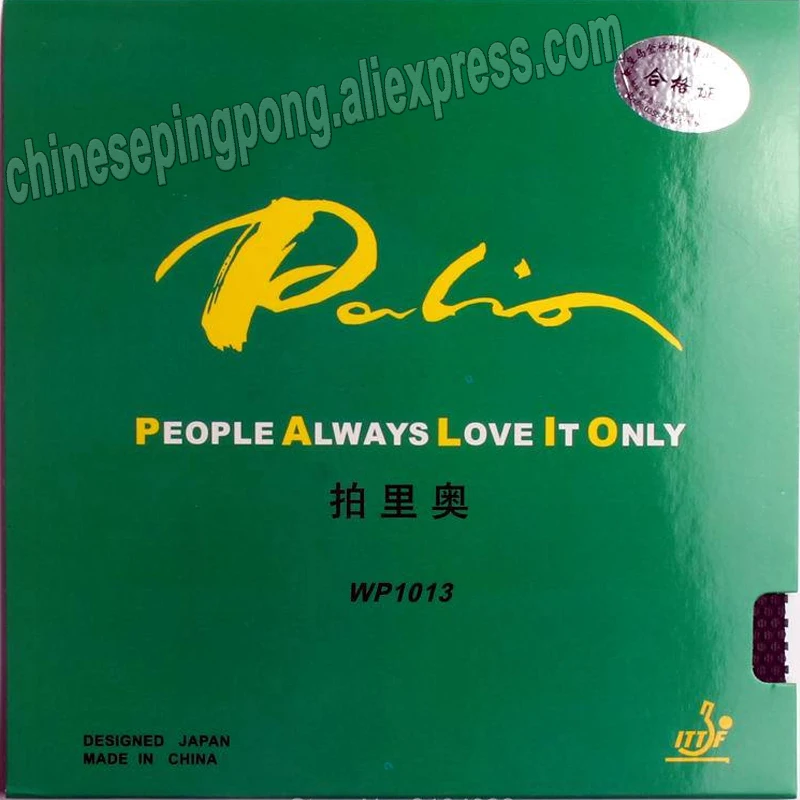 chinesepingpong.aliexpress.com
合格证
Palio
PEOPLE ALWAYS LOVE IT ONLY
拍里奥
WP1013
DESIGNED JAPAN
MADE IN CHINA
ITTF